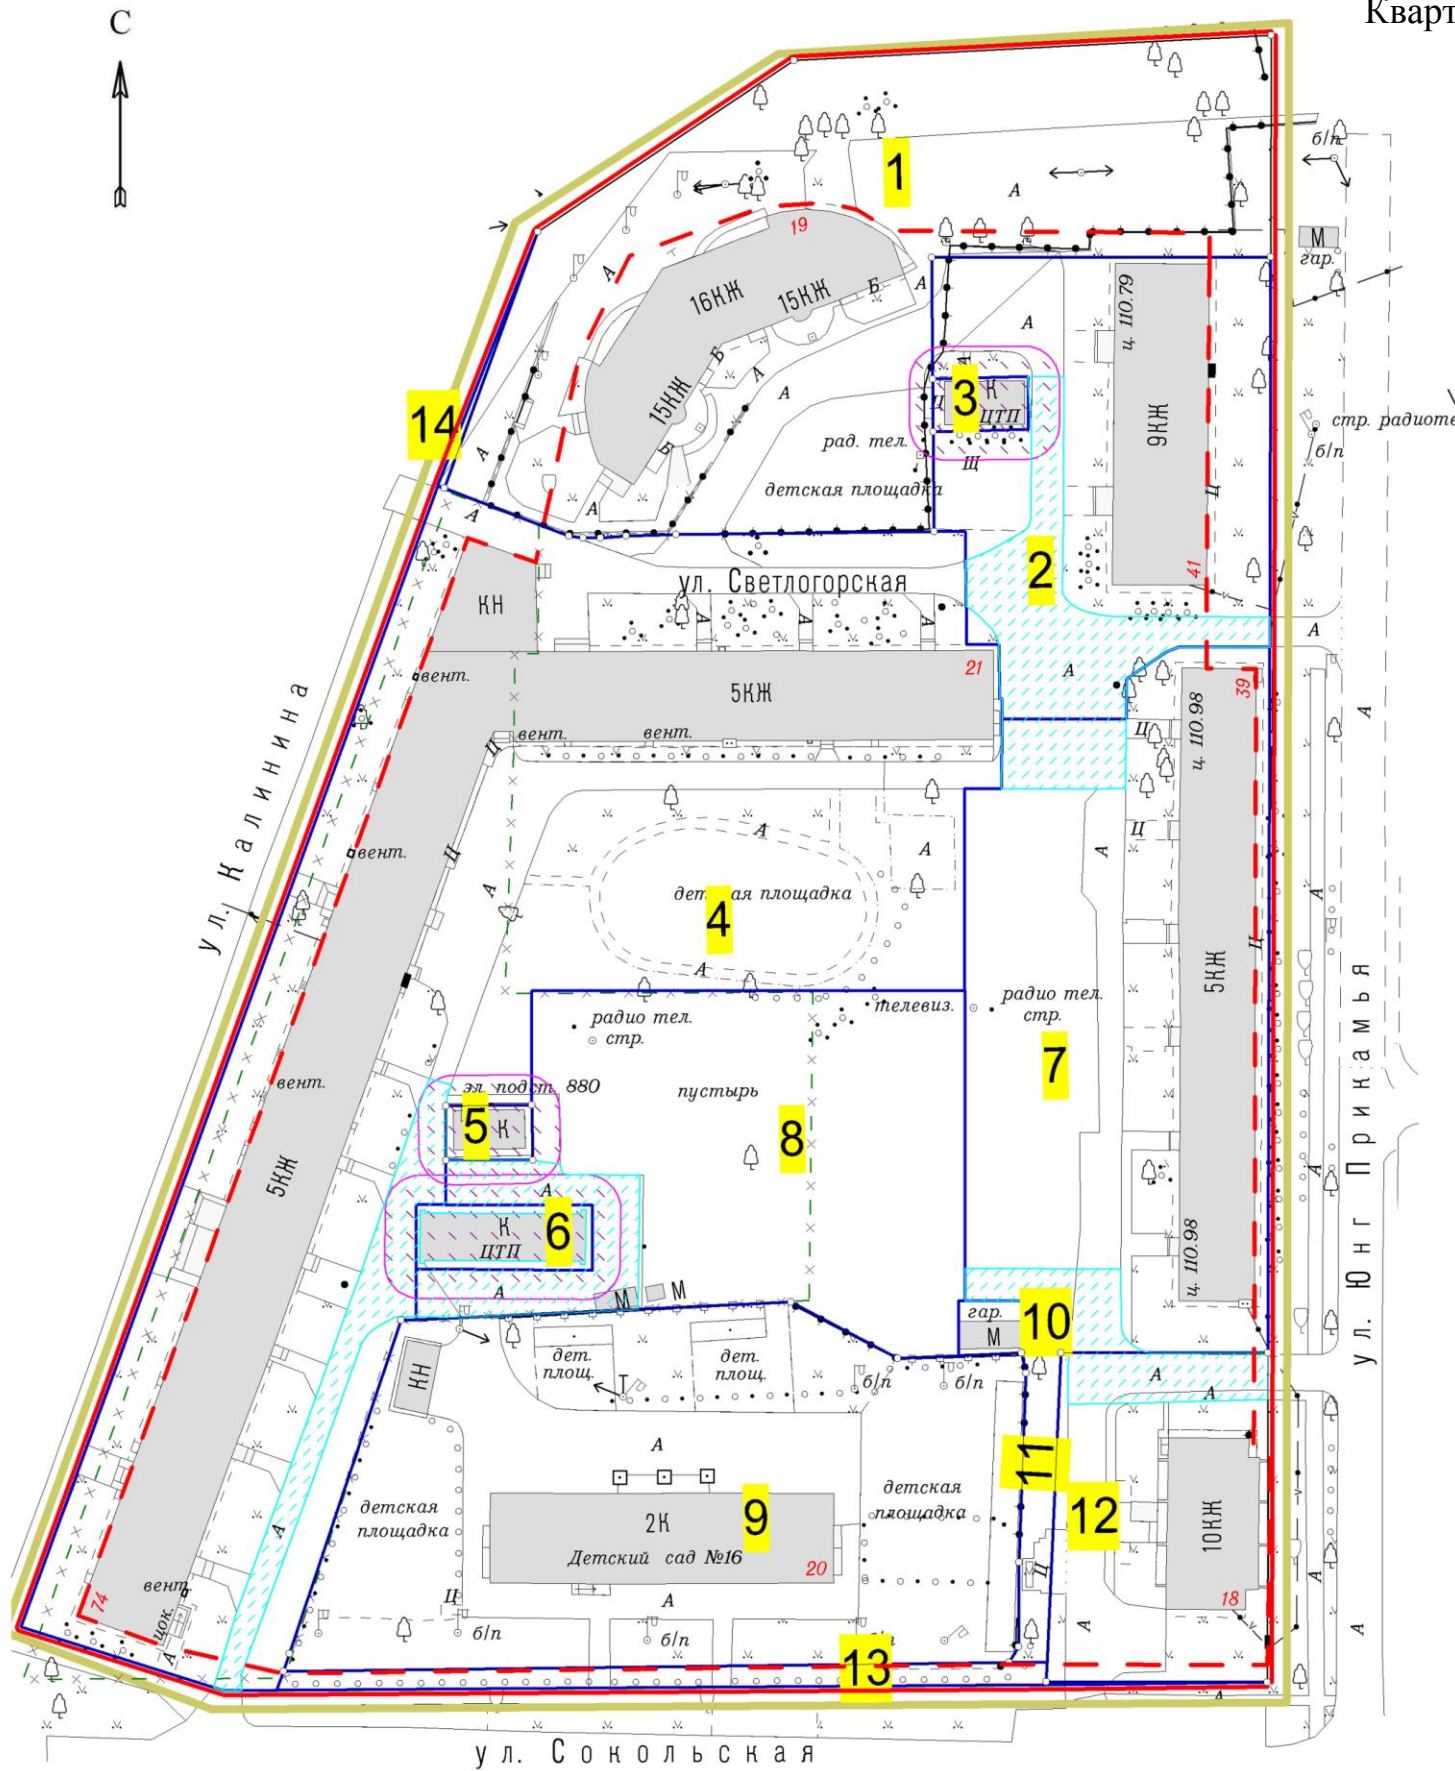 С
Кварт
1
б/п
А
19
М
гар.
А
16КЖ
15КЖ
Б
А
А
ц. 110.79
Б
А
А
14
15КЖ
3
К
ЦТП
9КЖ
стр. радиоте
б/п
рад. тел.
Б
А
Щ
детская площадка
Ц
А
А
2
41
ул. Светлогорская
КН
А
А
А
А
вент.
21
А
39
5КЖ
ц. 110.98
А
вент.
вент.
Ц
Ц
ул. Калинина
А
Ц
вент.
Ц
А
А
А
детская площадка
А
4
Ц
А
5КЖ
радио тел.
стр.
телевиз.
радио тел.
стр.
7
вент.
эл. подст. 880
пустырь
5
К
8
А
ул. Юнг Прикамья
5КЖ
А
6
К
ЦТП
ц. 110.98
А
М
М
гар.
М
10
дет.
площ.
дет.
площ.
КН
Т
б/п
б/п
А
А
А
11
детская
площадка
детская
площадка
9
2К
12
10КЖ
Детский сад №16
20
А
Ц
74
вент.
цок.
А
Ц
А
18
А
А
А
б/п
б/п
13
А
ул. Сокольская